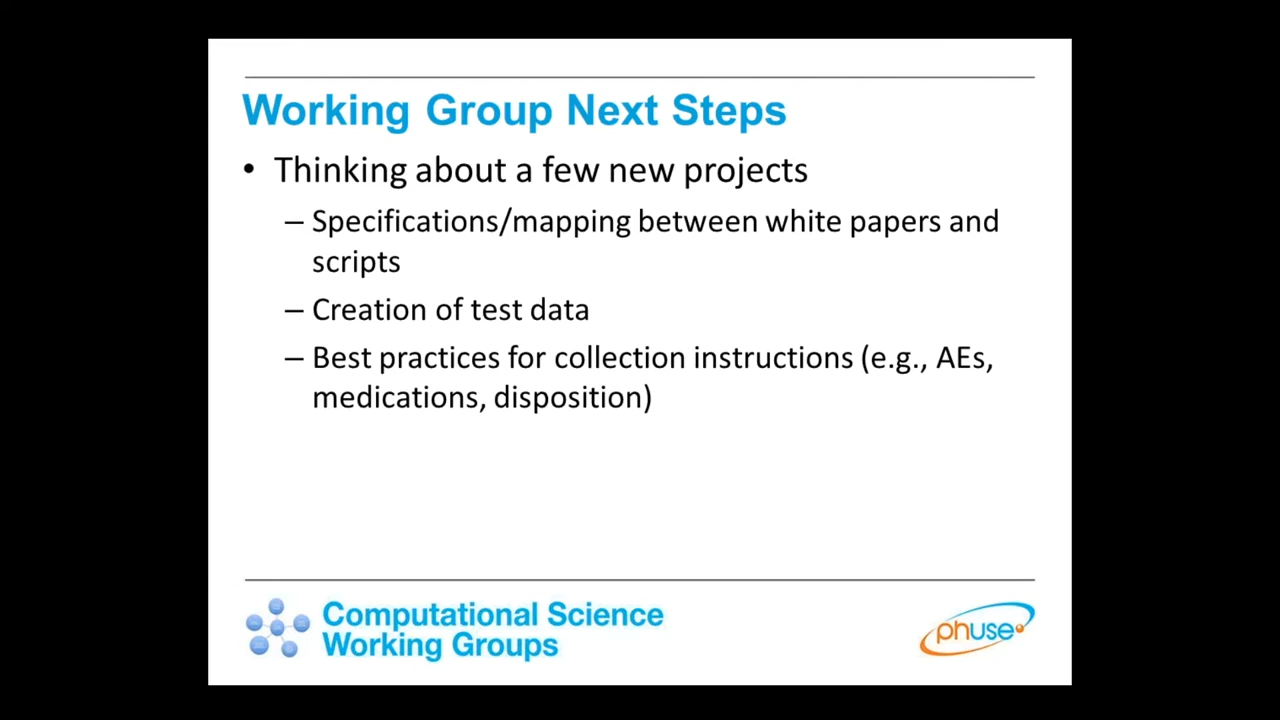 Working Group Next Steps
• Thinking about a few new projects
– Specifications/mapping between white papers and
scripts
– Creation of test data
– Best practices for collection instructions (e.g., AEs,
medications, disposition)
Computational Science
Working Groups
phuse